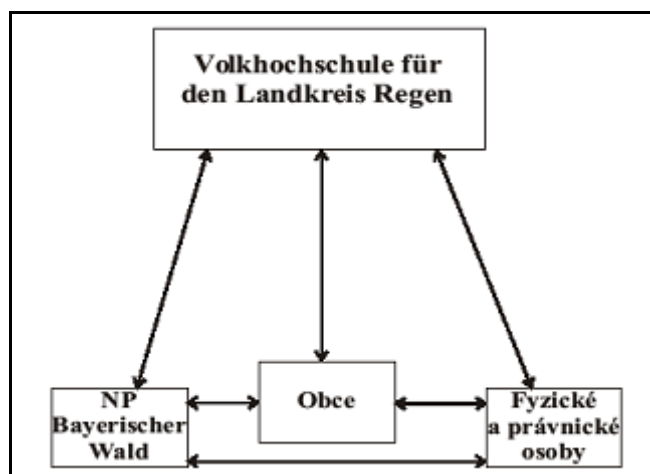 Volkhochschule für
den Landkreis Regen
NP
Bayerischer
Wald
Obce
Fyzické
a právnické
osoby